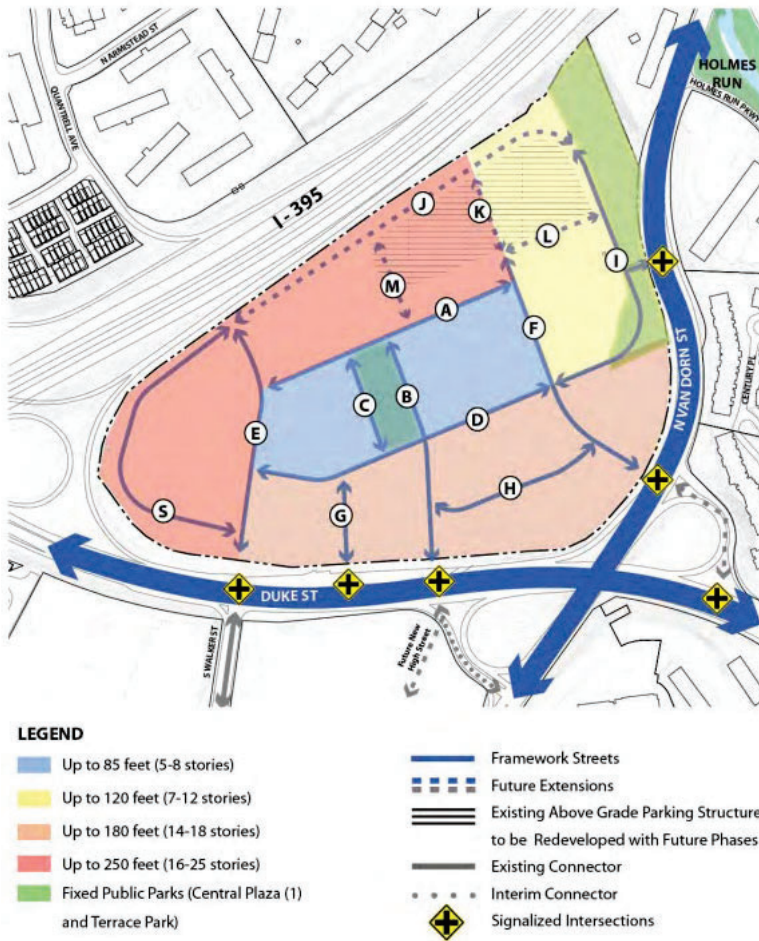 N ARMISTEAD ST
QUANTRELL AVE
HOLMES
RUN
HOLMES RUN PKWY
I - 395
J
K
L
M
I
A
F
C
B
E
D
H
S
G
N VAN DORN ST
CENTURY PL
DUKE ST
S WALKER ST
Future New
High Street
LEGEND
Up to 85 feet (5-8 stories)
Up to 120 feet (7-12 stories)
Up to 180 feet (14-18 stories)
Up to 250 feet (16-25 stories)
Fixed Public Parks (Central Plaza (1)
and Terrace Park)
Framework Streets
Future Extensions
Existing Above Grade Parking Structure
to be Redeveloped with Future Phases
Existing Connector
Interim Connector
Signalized Intersections